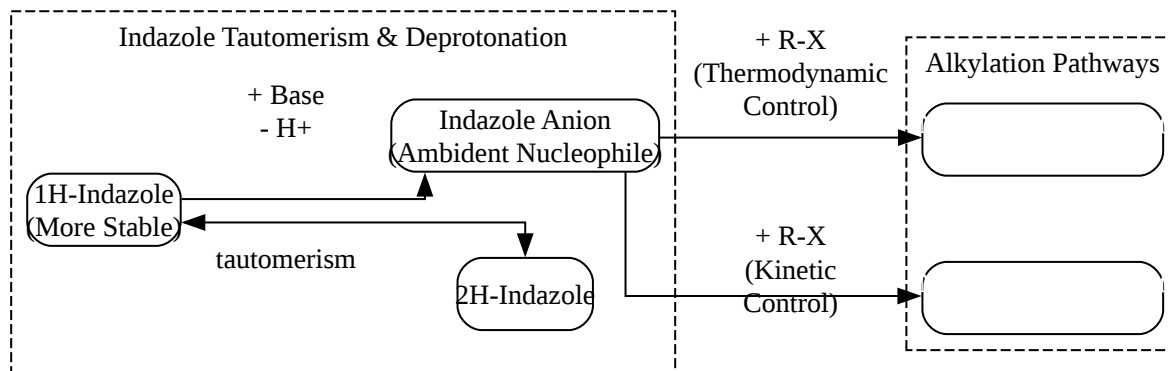 Indazole Tautomerism & Deprotonation
+ Base
- H+
Indazole Anion
(Ambident Nucleophile)
1H-Indazole
(More Stable)
tautomerism
2H-Indazole
+ R-X
(Thermodynamic
Control)
+ R-X
(Kinetic
Control)
Alkylation Pathways